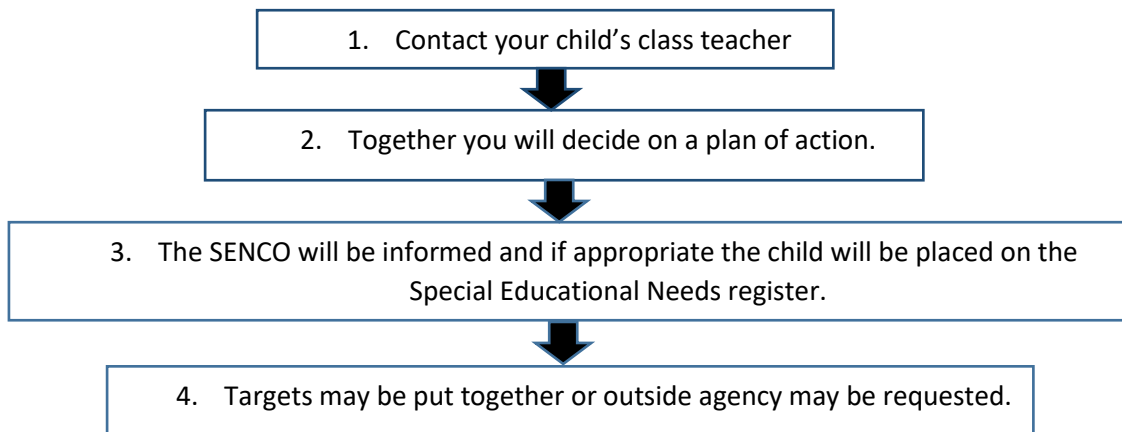 1. Contact your child’s class teacher
2. Together you will decide on a plan of action.
3. The SENCO will be informed and if appropriate the child will be placed on the
Special Educational Needs register.
4. Targets may be put together or outside agency may be requested.